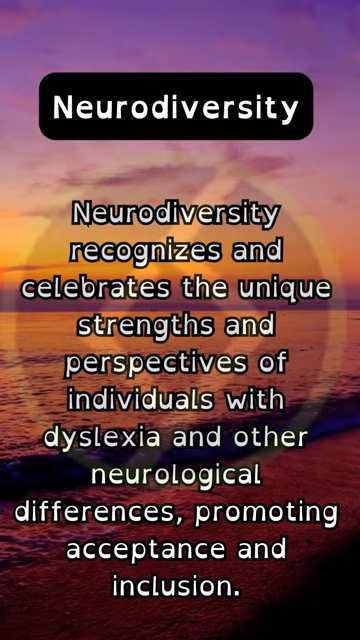 Neurodiversity
Neurodiversity
recognizes and
celebrates the unique
strengths and
perspectives of
individuals with
dyslexia and other
neurological
differences, promoting
acceptance and
inclusion.